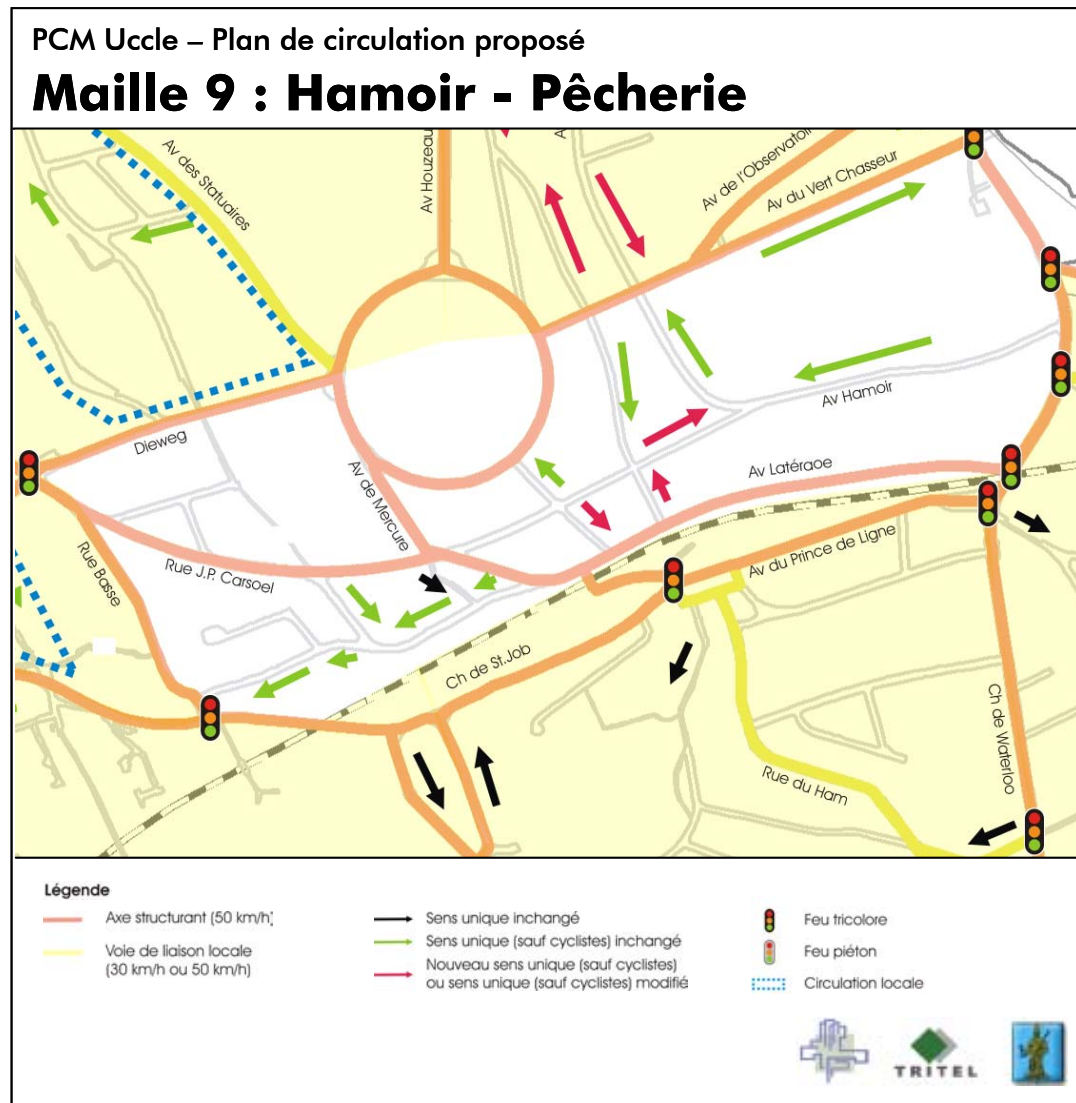 PCM Uccle – Plan de circulation proposé
Maille 9 : Hamoir - Pêcherie
Av des Statuaires
Av Houzeau
A
Av de l'Observatoir
Av du Vert Chasseur
Dieweg
Av de Mercure
Av Hamoir
Av Latéraoe
Rue Basse
Rue J.P. Carsoel
Av du Prince de Ligne
Ch de St.Job
Rue du Ham
Ch de Waterloo
Légende
Axe structurant (50 km/h)
Voie de liaison locale
(30 km/h ou 50 km/h)
Sens unique inchangé
Sens unique (sauf cyclistes) inchangé
Nouveau sens unique (sauf cyclistes)
ou sens unique (sauf cyclistes) modifié
Feu tricolore
Feu piéton
Circulation locale
TRITEL